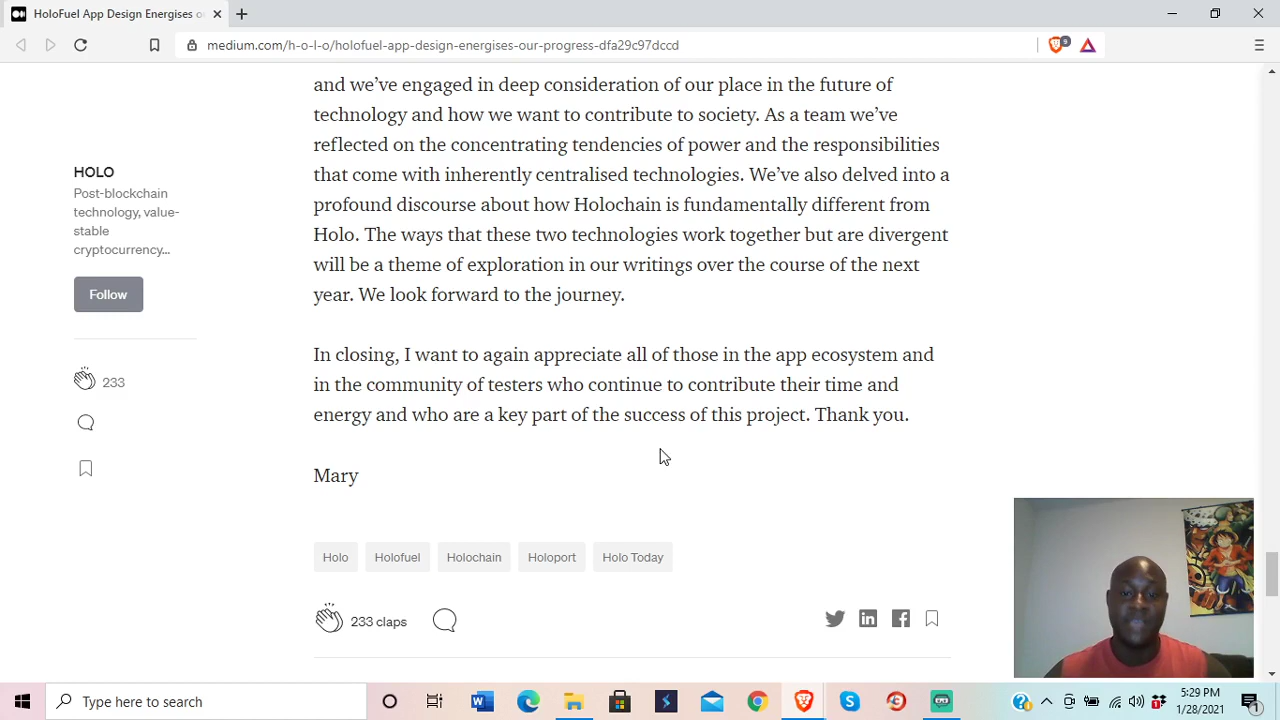 HoloFuel App Design Energises o
medium.com/h-o-l-o/holofuel-app-design-energises-our-progress-dfa29c97dccd
9
and we've engaged in deep consideration of our place in the future of
technology and how we want to contribute to society. As a team we've
reflected on the concentrating tendencies of power and the responsibilities
that come with inherently centralised technologies. We've also delved into a
profound discourse about how Holochain is fundamentally different from
Holo. The ways that these two technologies work together but are divergent
will be a theme of exploration in our writings over the course of the next
year. We look forward to the journey.
In closing, I want to again appreciate all of those in the app ecosystem and
in the community of testers who continue to contribute their time and
energy and who are a key part of the success of this project. Thank you.
Mary
HOLO
Post-blockchain
technology, value-
stable
cryptocurrency...
Follow
233
Holo
Holofuel
Holochain
Holoport
Holo Today
233 claps
Type here to search
5:29 PM
1/28/2021